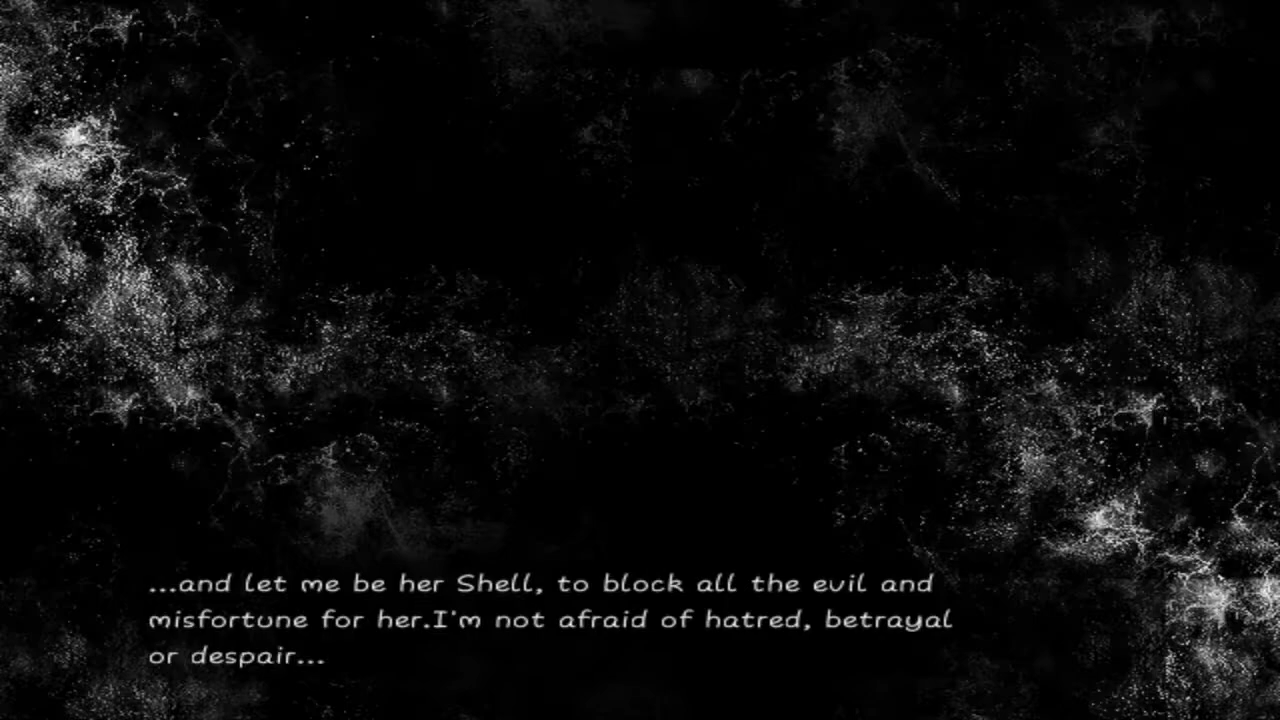 ...and let me be her Shell, to block all the evil and
misfortune for her.I'm not afraid of hatred, betrayal
or despair...